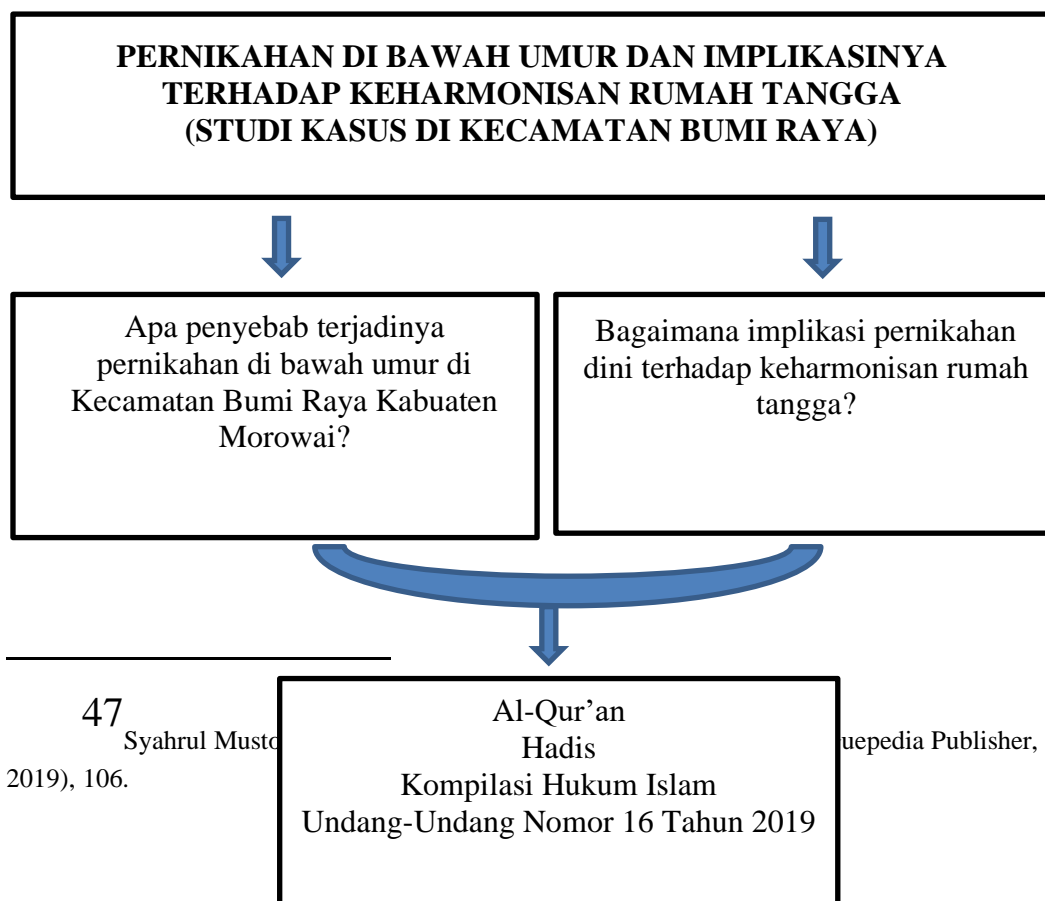 PERNIKAHAN DI BAWAH UMUR DAN IMPLIKASINYA
TERHADAP KEHARMONISAN RUMAH TANGGA
(STUDI KASUS DI KECAMATAN BUMI RAYA)
Apa penyebab terjadinya
pernikahan di bawah umur di
Kecamatan Bumi Raya Kabuaten
Morowai?
Bagaimana implikasi pernikahan
dini terhadap keharmonisan rumah
tangga?
Al-Qur’an
Hadis
Kompilasi Hukum Islam
Undang-Undang Nomor 16 Tahun 2019
47 Syahrul Musto uepedia Publisher,
2019), 106.